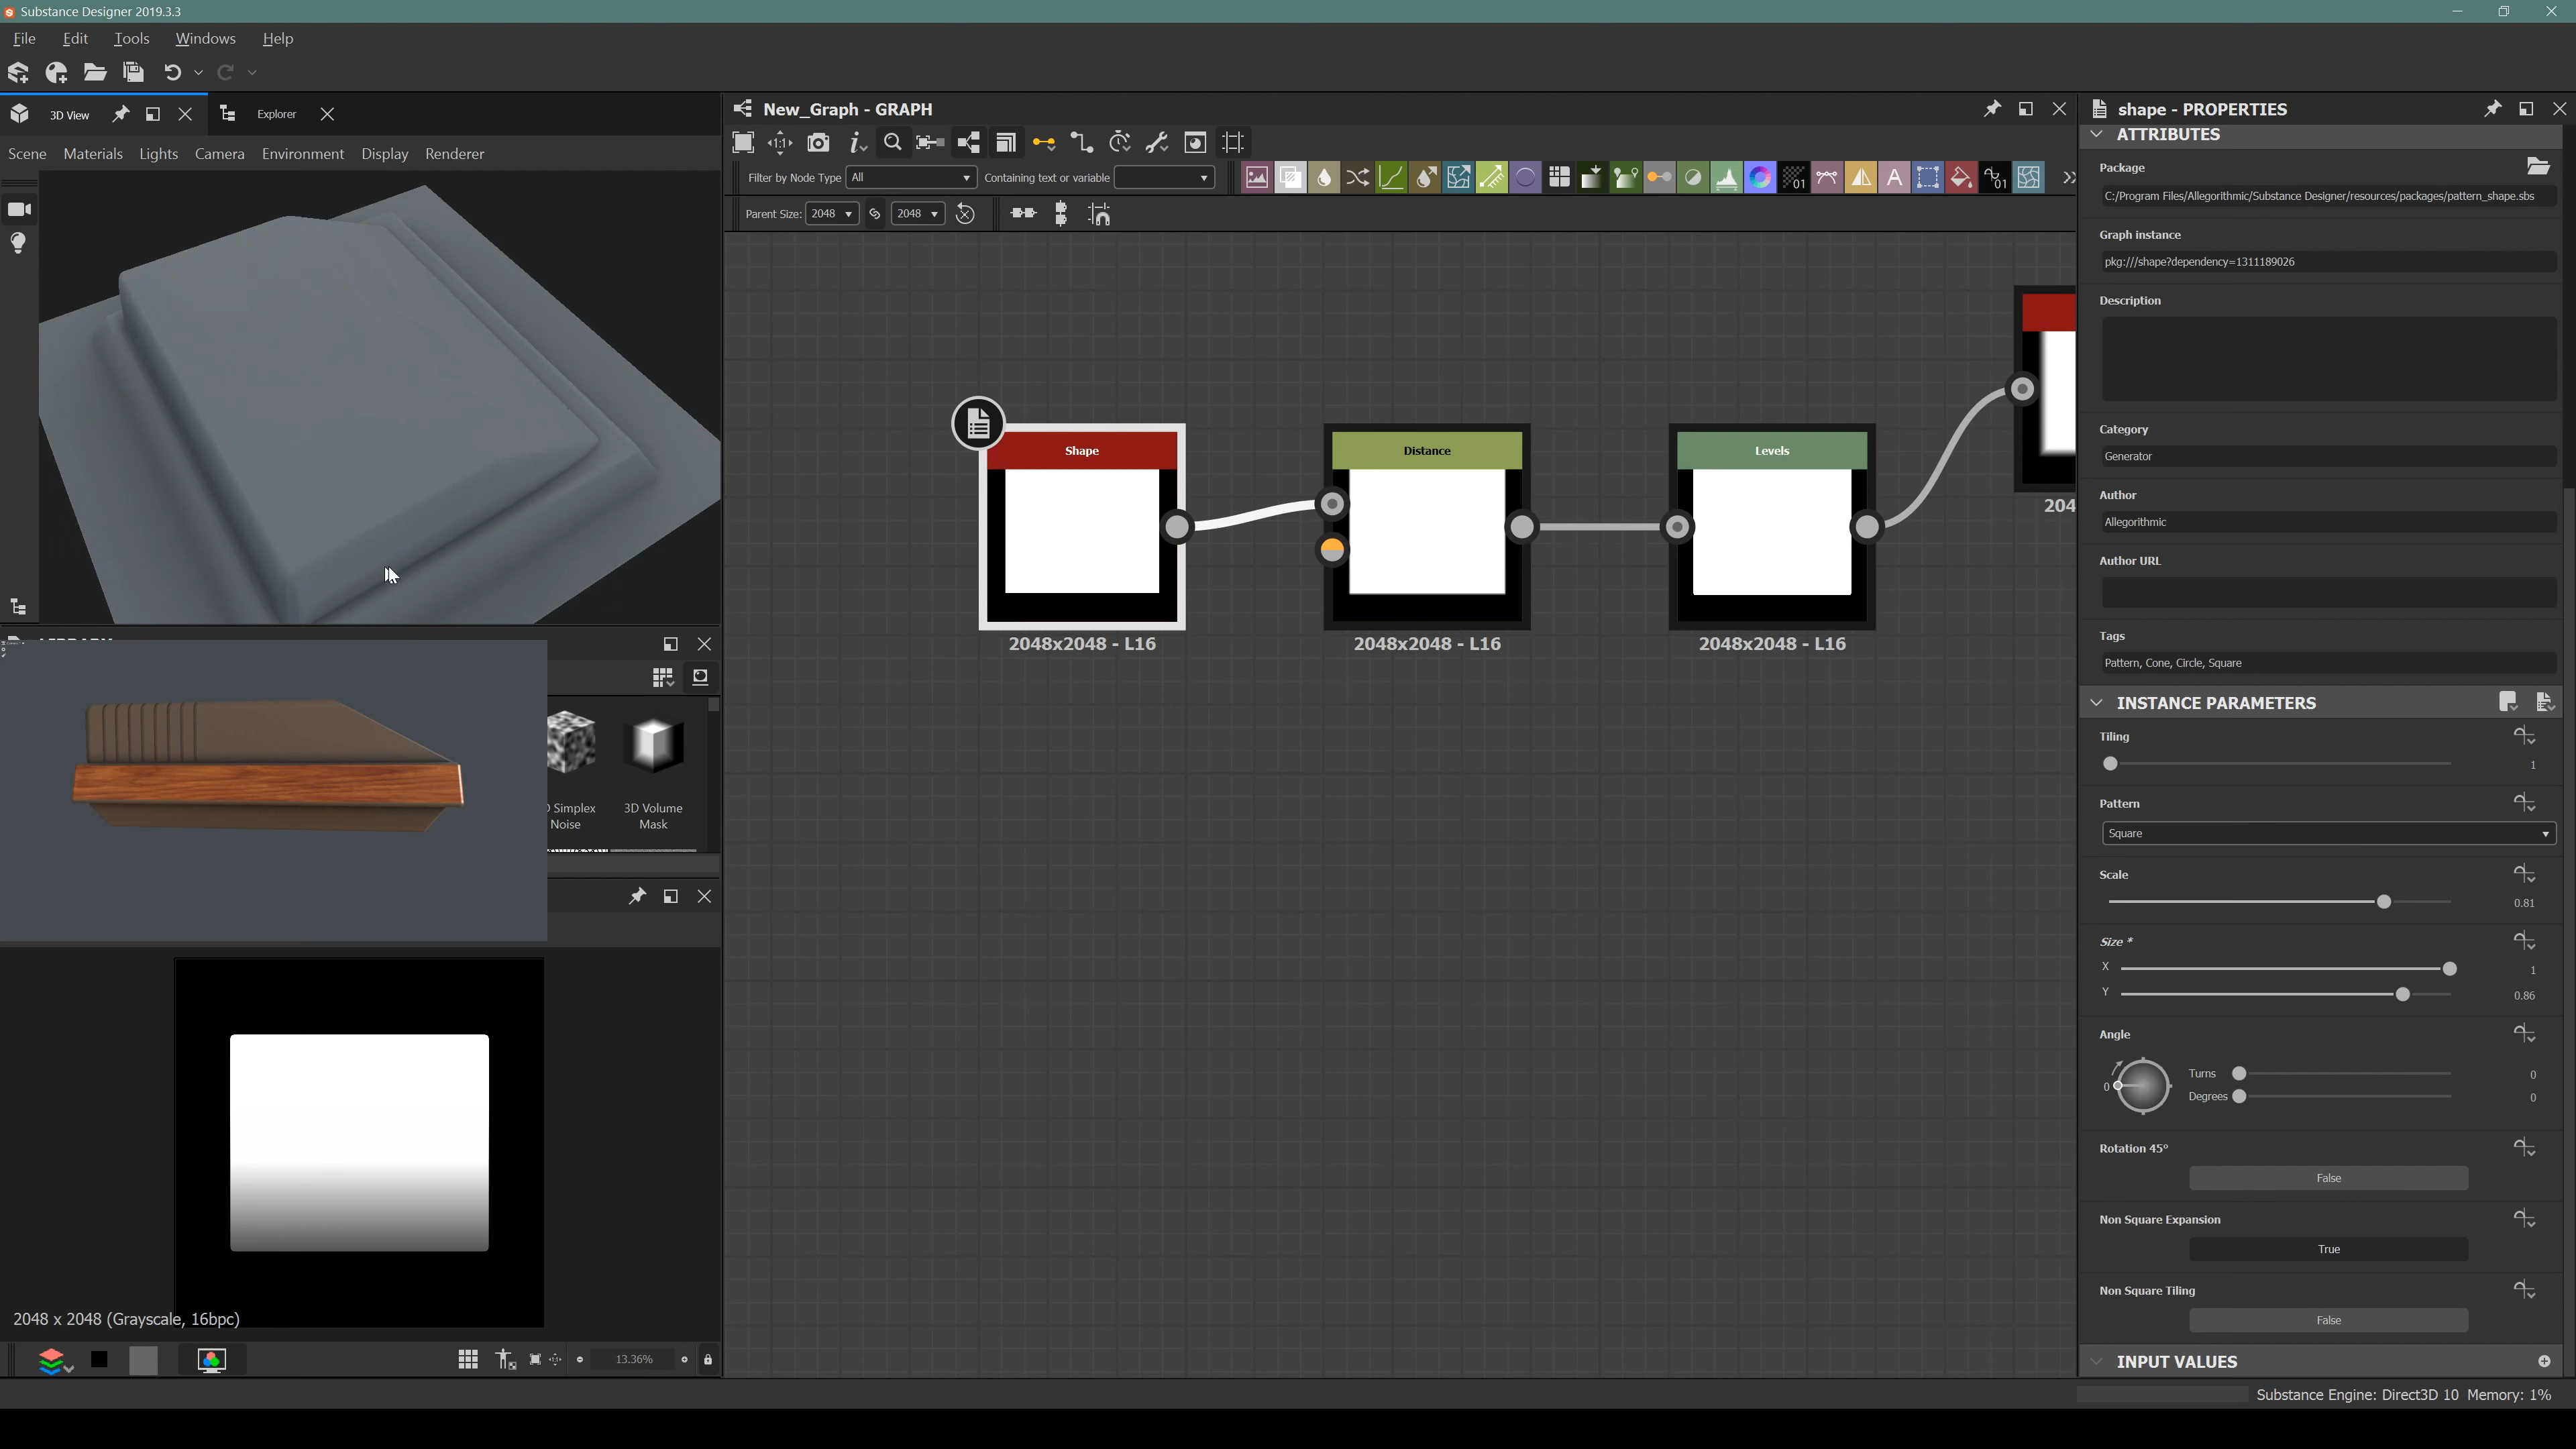 Substance Designer 2019.3.3
File Edit Tools Windows Help
3D View
Explorer
Scene Materials Lights Camera Environment Display Renderer
Simplex
Noise
3D Volume
Mask
2048 x 2048 (Grayscale, 16bpc)
13.36%
New_Graph - GRAPH
Filter by Node Type All Containing text or variable
Parent Size: 2048 2048
Shape
2048x2048 - L16
Distance
2048x2048 - L16
Levels
2048x2048 - L16
204
shape - PROPERTIES
ATTRIBUTES
Package
C:/Program Files/Allegorithmic/Substance Designer/resources/packages/pattern_shape.sbs
Graph instance
pkg:///shape?dependency=1311189026
Description
Category
Generator
Author
Allegorithmic
Author URL
Tags
Pattern, Cone, Circle, Square
INSTANCE PARAMETERS
Tiling
1
Pattern
Square
Scale
0.81
Size *
X 1
Y 0.86
Angle
0 Turns 0
Degrees 0
Rotation 45°
False
Non Square Expansion
True
Non Square Tiling
False
INPUT VALUES
Substance Engine: Direct3D 10 Memory: 1%